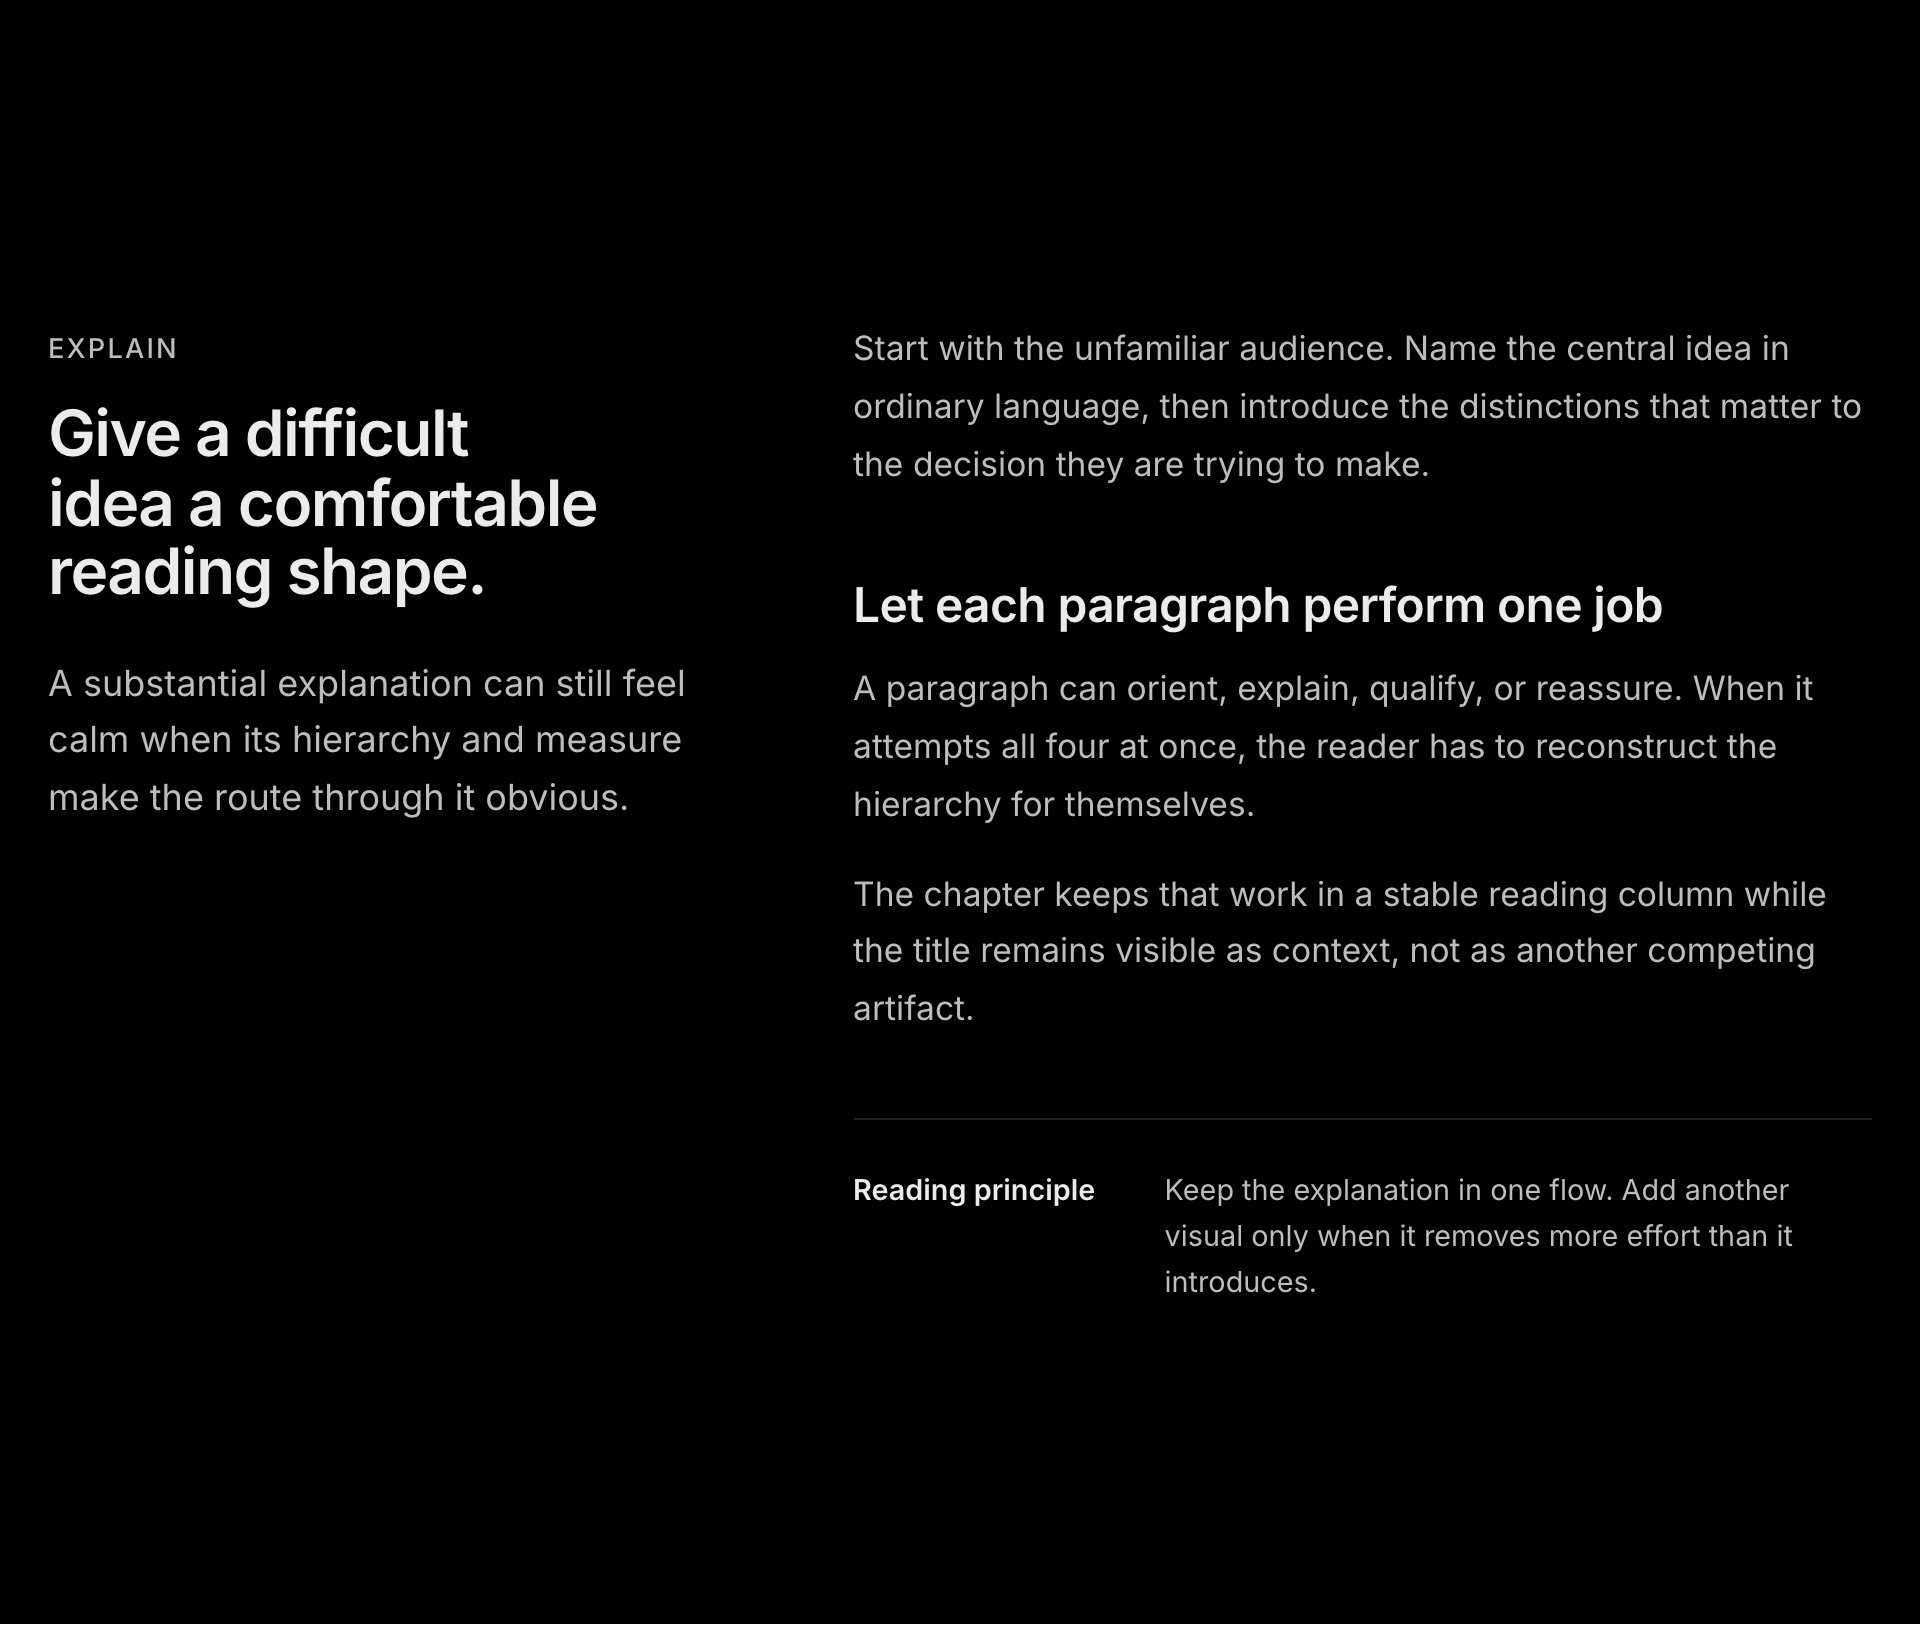 EXPLAIN
Give a difficult
idea a comfortable
reading shape.
A substantial explanation can still feel
calm when its hierarchy and measure
make the route through it obvious.
Start with the unfamiliar audience. Name the central idea in
ordinary language, then introduce the distinctions that matter to
the decision they are trying to make.
Let each paragraph perform one job
A paragraph can orient, explain, qualify, or reassure. When it
attempts all four at once, the reader has to reconstruct the
hierarchy for themselves.
The chapter keeps that work in a stable reading column while
the title remains visible as context, not as another competing
artifact.
Reading principle
Keep the explanation in one flow. Add another
visual only when it removes more effort than it
introduces.